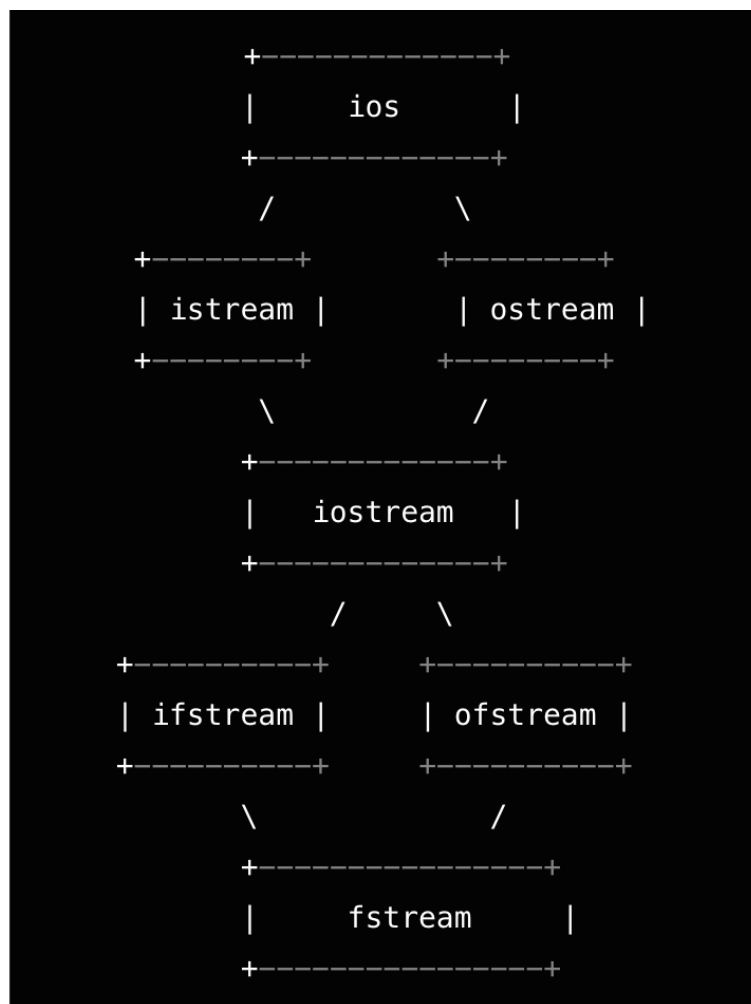 +--------------+
|     ios      |
+--------------+
/          \
+---------+       +---------+
| istream |       | ostream |
+---------+       +---------+
\           /
+--------------+
|   iostream   |
+--------------+
/     \
+-----------+     +-----------+
| ifstream |     | ofstream |
+-----------+     +-----------+
\             /
+-----------------+
|     fstream     |
+-----------------+